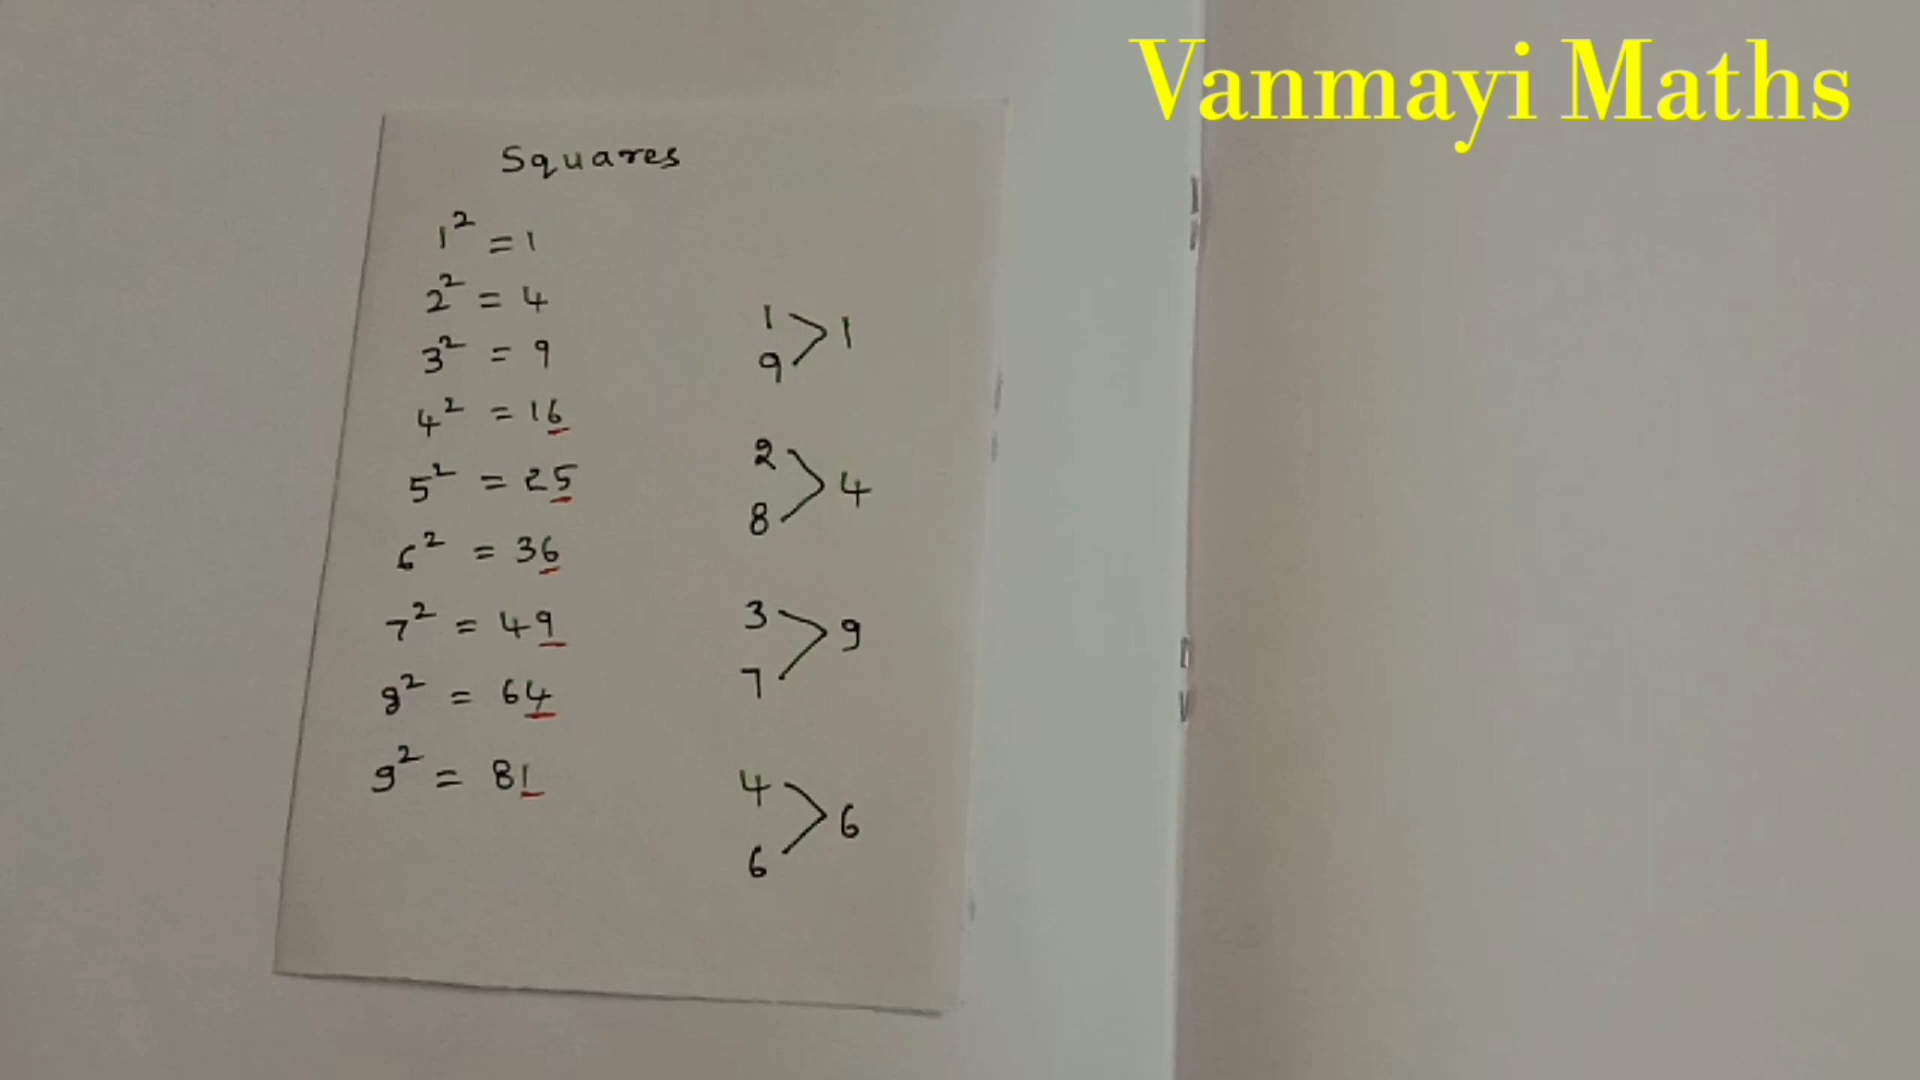 Vanmayi Maths
Squares
1² = 1
2² = 4
3² = 9
4² = 16
5² = 25
6² = 36
7² = 49
8² = 64
9² = 81
1
9 > 1
2
8 > 4
3
7 > 9
4
6 > 6